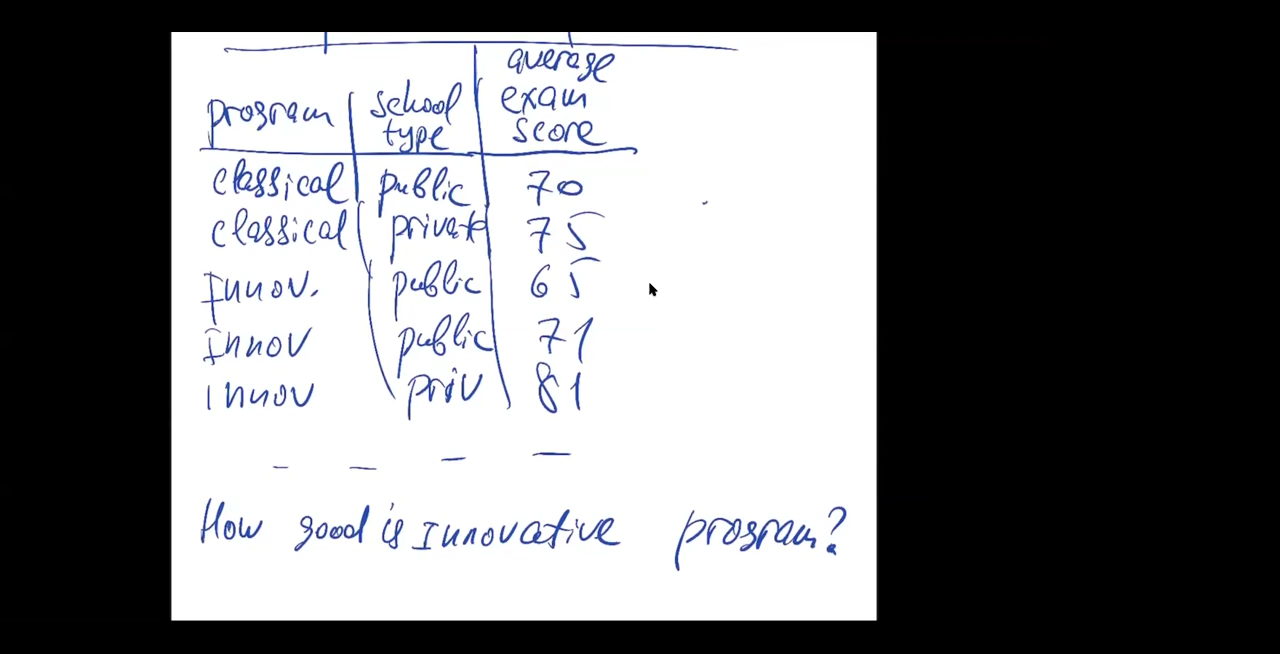 program | school type | average exam score
classical | public | 70
classical | private | 75
Innov. | public | 65
Innov | public | 71
innov | priv | 81
How good is Innovative program?